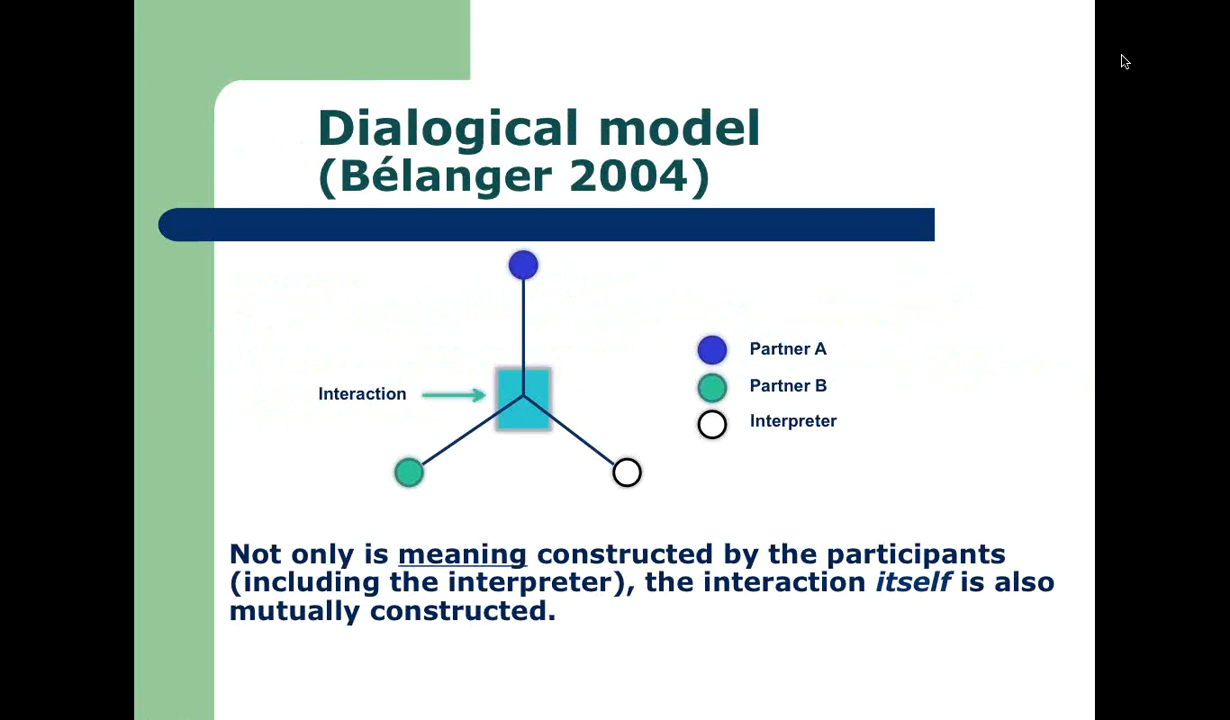 Dialogical model
(Bélanger 2004)
Interaction
Partner A
Partner B
Interpreter
Not only is meaning constructed by the participants
(including the interpreter), the interaction itself is also
mutually constructed.